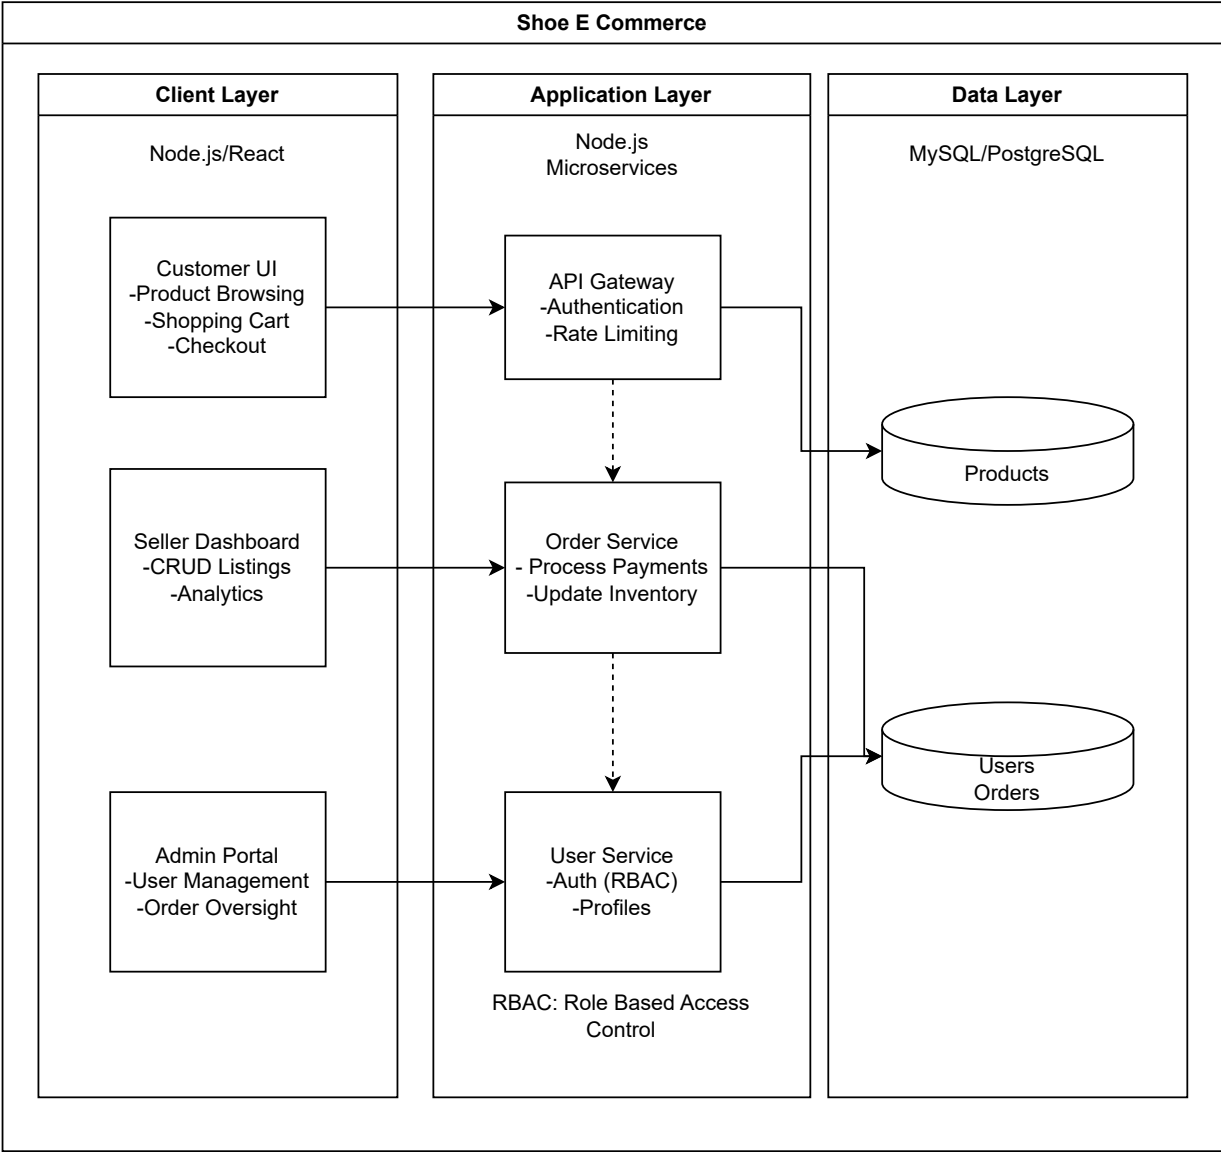 Shoe E Commerce
Client Layer
Node.js/React
Customer UI
-Product Browsing
-Shopping Cart
-Checkout
Seller Dashboard
-CRUD Listings
-Analytics
Admin Portal
-User Management
-Order Oversight
Application Layer
Node.js
Microservices
API Gateway
-Authentication
-Rate Limiting
Order Service
- Process Payments
-Update Inventory
User Service
-Auth (RBAC)
-Profiles
RBAC: Role Based Access
Control
Data Layer
MySQL/PostgreSQL
Products
Users
Orders